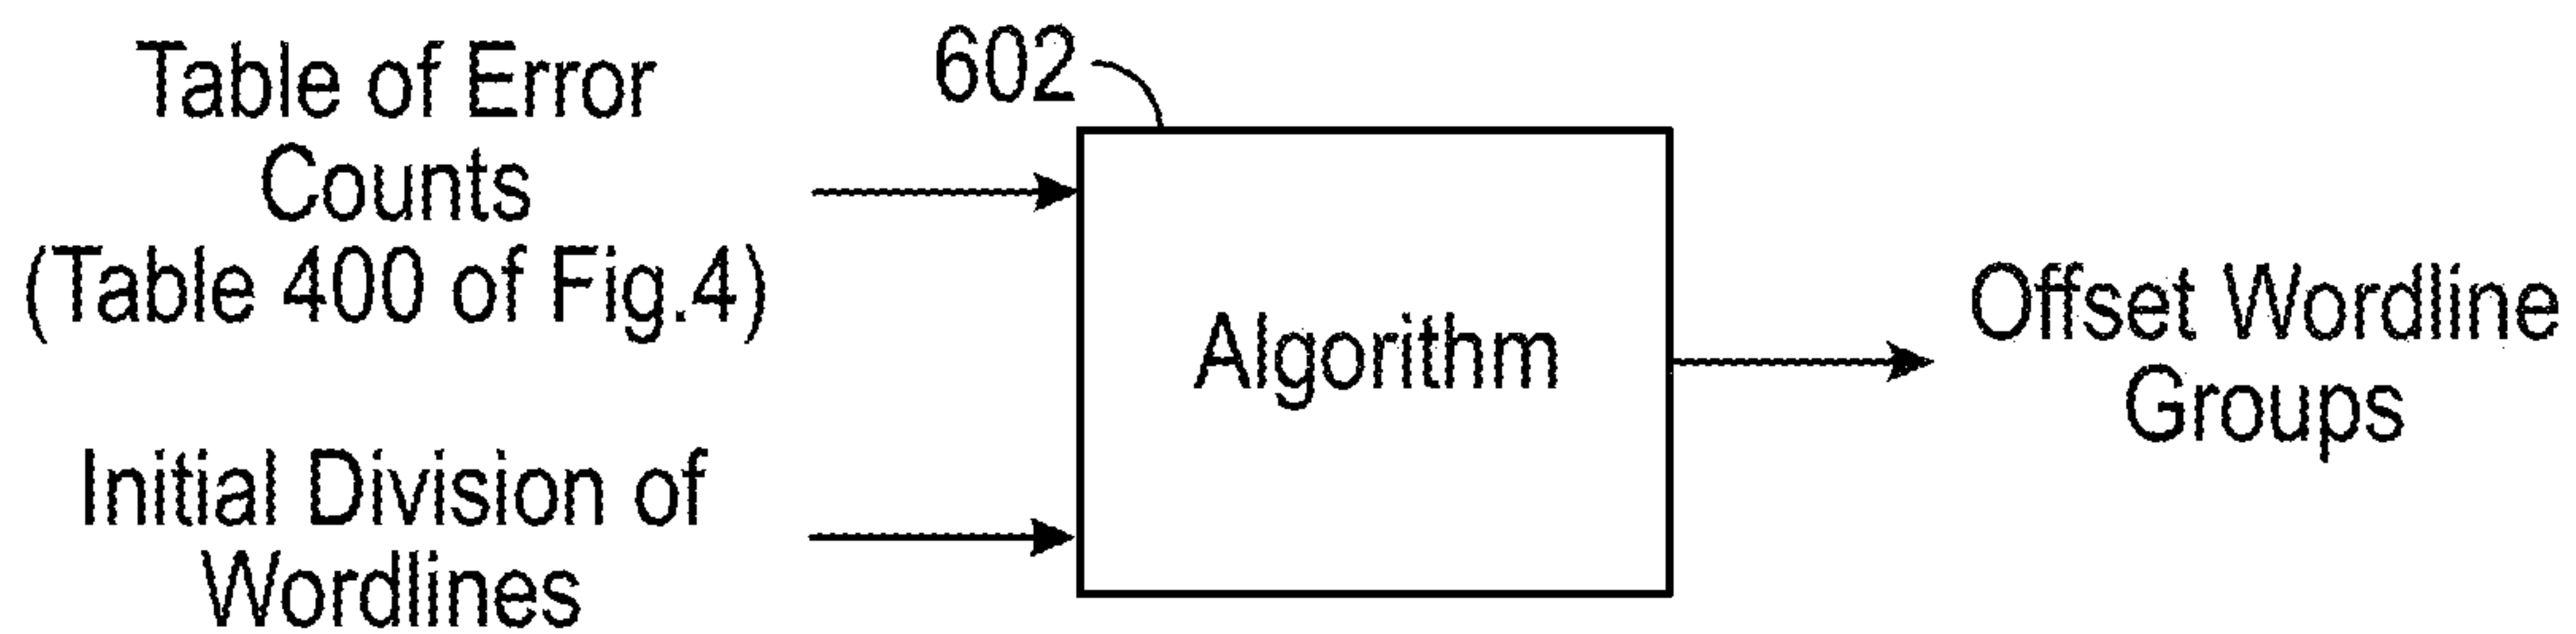 Table of Error
Counts
(Table 400 of Fig.4)
602
Initial Division of
Wordlines
Algorithm
Offset Wordline
Groups